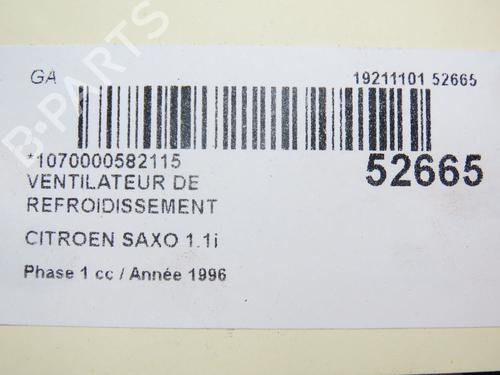 GA
19211101 52665
B-PARTS
*1070000582115
52665
VENTILATEUR DE
REFROIDISSEMENT
CITROEN SAXO 1.1i
Phase 1 cc / Année 1996